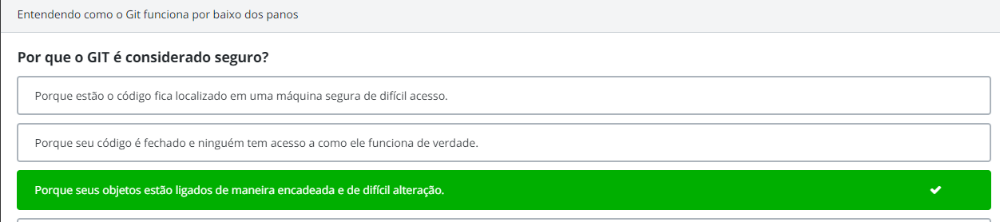 Entendendo como o Git funciona por baixo dos panos
Por que o GIT é considerado seguro?
Porque estão o código fica localizado em uma máquina segura de difícil acesso.
Porque seu código é fechado e ninguém tem acesso a como ele funciona de verdade.
Porque seus objetos estão ligados de maneira encadeada e de difícil alteração.